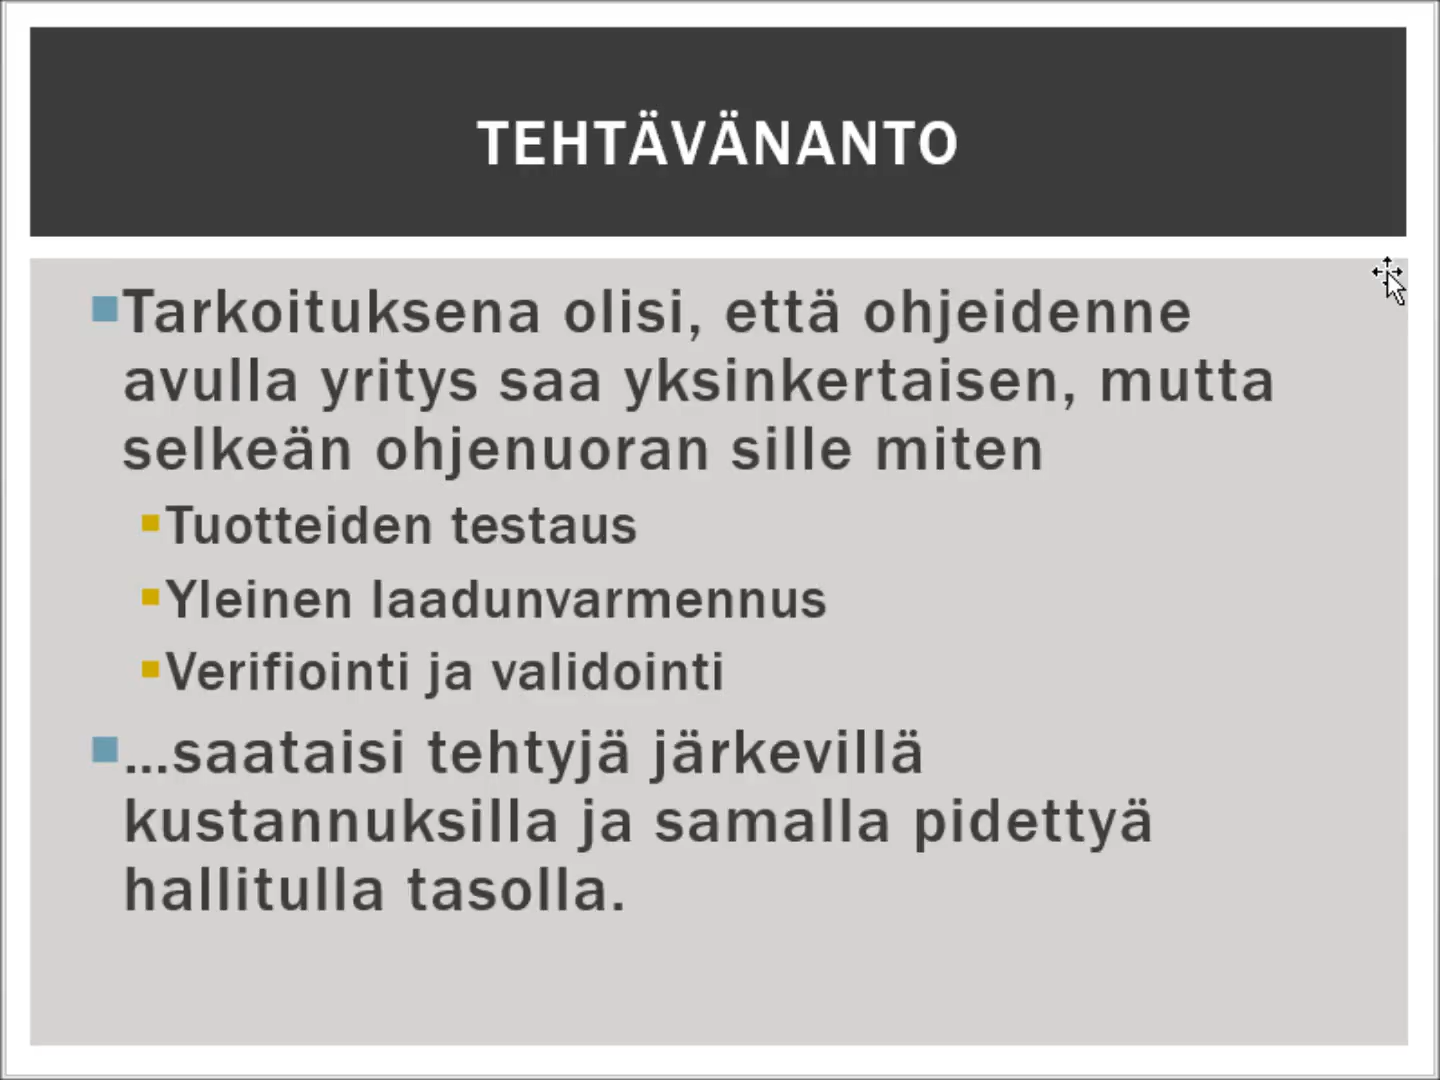 TEHTÄVÄNANTO
Tarkoituksena olisi, että ohjeidenne
avulla yritys saa yksinkertaisen, mutta
selkeän ohjenuoran sille miten
Tuotteiden testaus
Yleinen laadunvarmennus
Verifiointi ja validointi
...saataisi tehtyjä järkevillä
kustannuksilla ja samalla pidettyä
hallitulla tasolla.